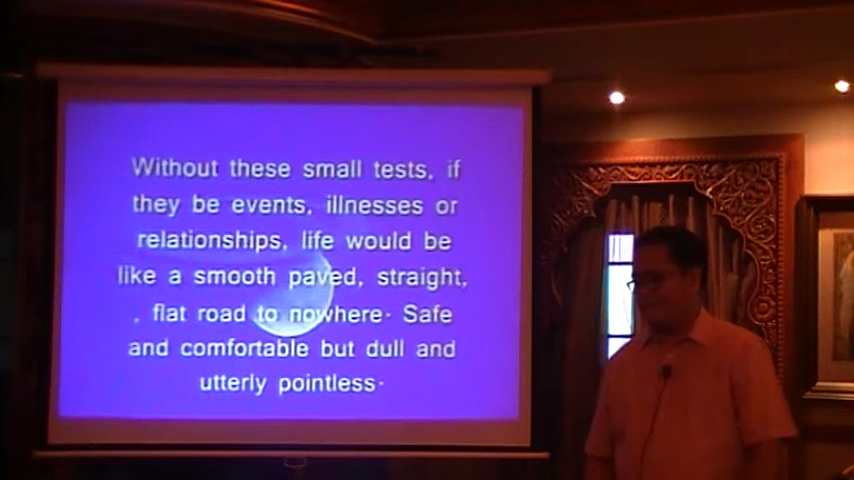 Without these small tests, if
they be events, illnesses or
relationships, life would be
like a smooth paved, straight,
, flat road to nowhere· Safe
and comfortable but dull and
utterly pointless·